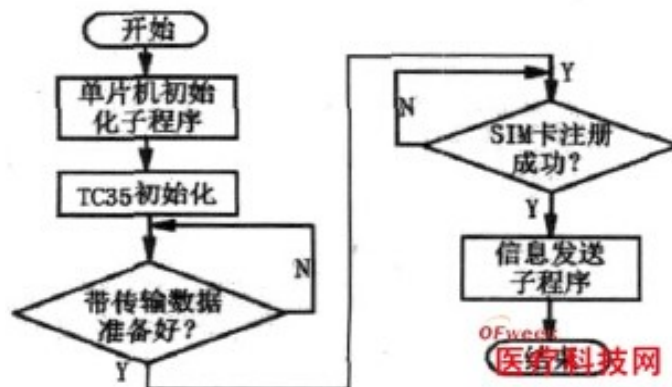 开始
单片机初始
化子程序
TC35初始化
N
带传输数据
准备好?
Y
Y
N
SIM卡注册
成功?
Y
信息发送
子程序
OFweek
医疗科技网
结束